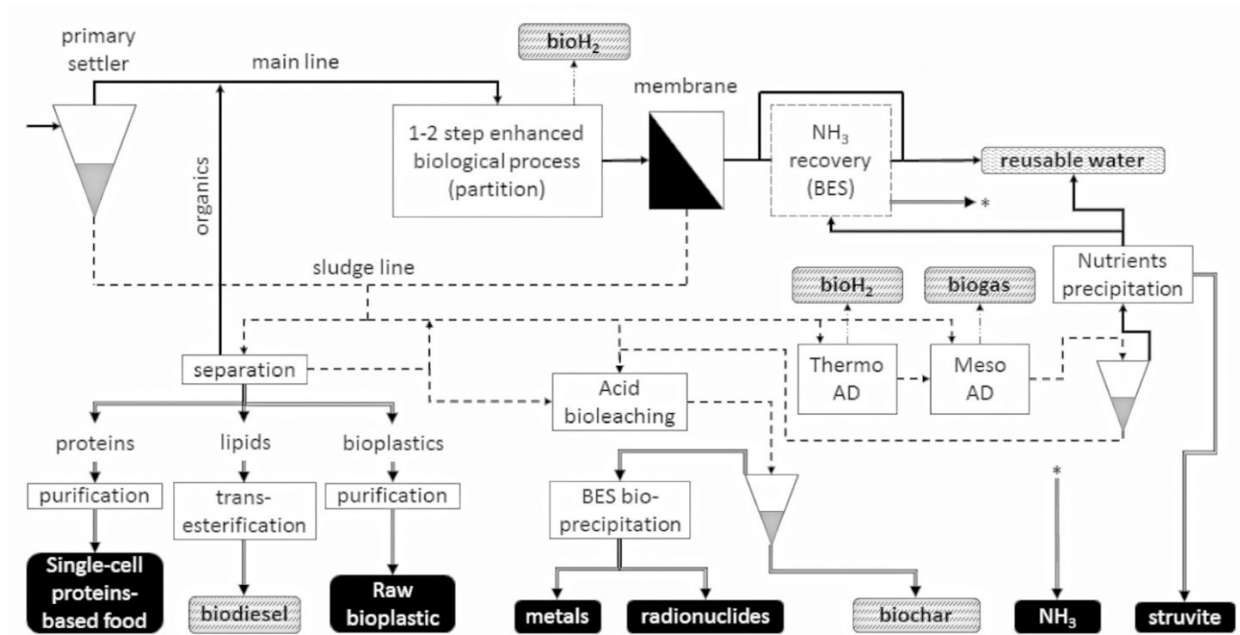 primary
settler
main line
bioH₂
membrane
1-2 step enhanced
biological process
(partition)
NH₃
recovery
(BES)
reusable water
*
organics
sludge line
Nutrients
precipitation
bioH₂
biogas
separation
Thermo
AD
Meso
AD
Acid
bioleaching
proteins
lipids
bioplastics
purification
trans-
esterification
purification
BES bio-
precipitation
*
Single-cell
proteins-
based food
biodiesel
Raw
bioplastic
metals
radionuclides
biochar
NH₃
struvite